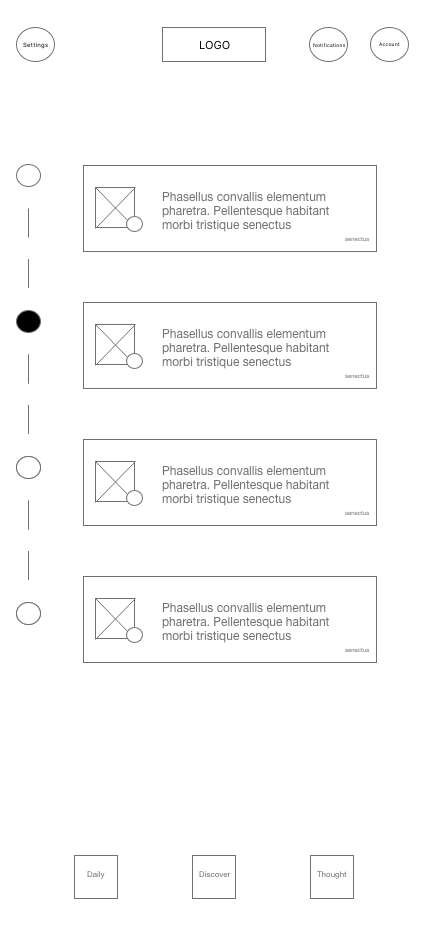 Settings
LOGO
Notifications
Account
Phasellus convallis elementum
pharetra. Pellentesque habitant
morbi tristique senectus
senectus
Phasellus convallis elementum
pharetra. Pellentesque habitant
morbi tristique senectus
senectus
Phasellus convallis elementum
pharetra. Pellentesque habitant
morbi tristique senectus
senectus
Phasellus convallis elementum
pharetra. Pellentesque habitant
morbi tristique senectus
senectus
Daily
Discover
Thought